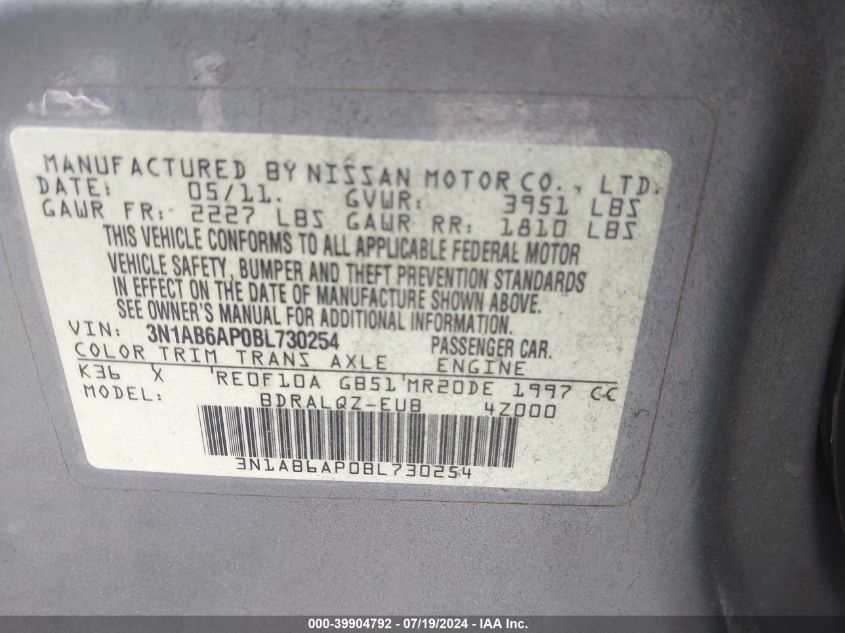 MANUFACTURED BY NISSAN MOTOR CO., LTD.
DATE: 05/11. GVWR: 3951 LBS
GAWR FR: 2227 LBS GAWR RR: 1810 LBS
THIS VEHICLE CONFORMS TO ALL APPLICABLE FEDERAL MOTOR
VEHICLE SAFETY, BUMPER AND THEFT PREVENTION STANDARDS
IN EFFECT ON THE DATE OF MANUFACTURE SHOWN ABOVE.
SEE OWNER'S MANUAL FOR ADDITIONAL INFORMATION.
VIN: 3N1AB6AP0BL730254 PASSENGER CAR.
COLOR TRIM TRANS AXLE ENGINE
K36 X 'RE0F10A GB51'MR20DE 1997 CC
MODEL: BDRALQZ-EUB 4Z000
3N1AB6AP0BL730254
000-39904792 - 07/19/2024 - IAA Inc.